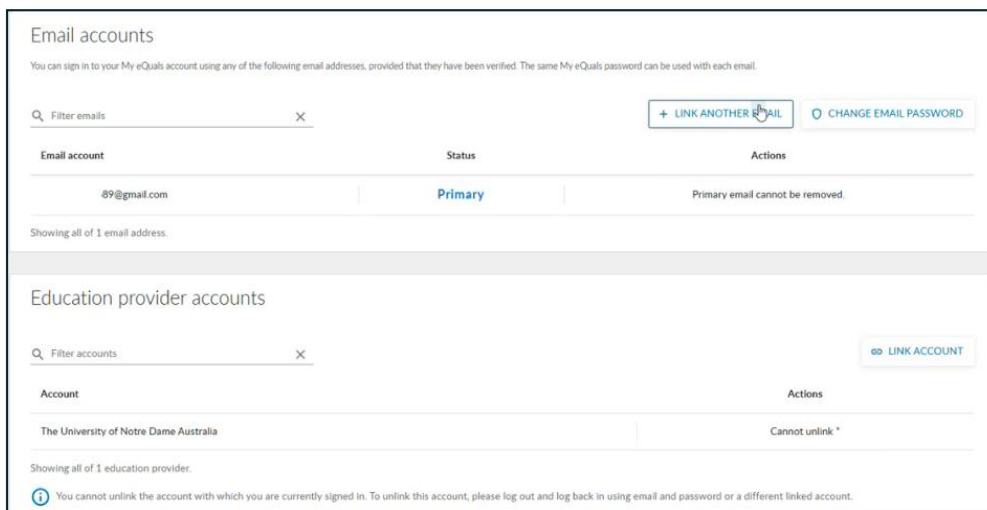 Email accounts
You can sign in to your My eQuals account using any of the following email addresses, provided that they have been verified. The same My eQuals password can be used with each email.
Filter emails
+ LINK ANOTHER EMAIL CHANGE EMAIL PASSWORD
Email account Status Actions
89@gmail.com Primary Primary email cannot be removed.
Showing all of 1 email address.
Education provider accounts
Filter accounts
LINK ACCOUNT
Account Actions
The University of Notre Dame Australia Cannot unlink *
Showing all of 1 education provider.
You cannot unlink the account with which you are currently signed in. To unlink this account, please log out and log back in using email and password or a different linked account.